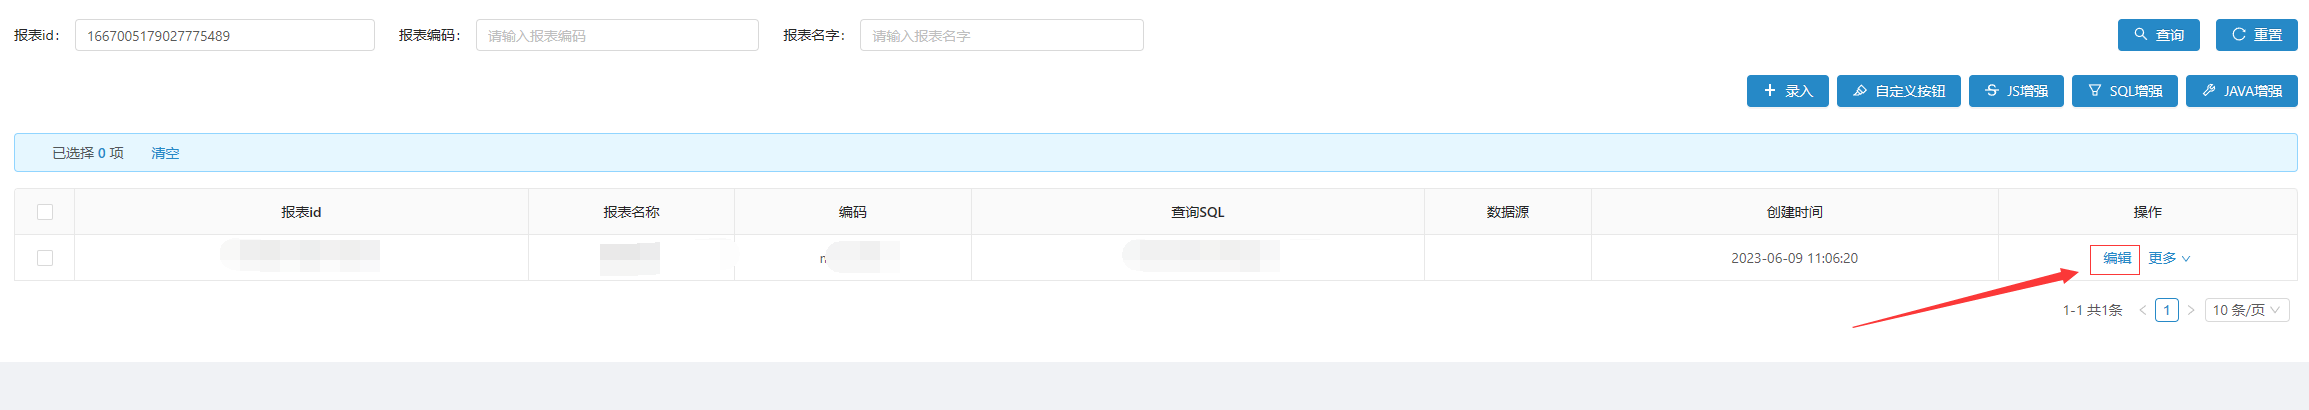 报表id： 1667005179027775489 报表编码： 请输入报表编码 报表名字： 请输入报表名字 查询 重置
录入 自定义按钮 JS增强 SQL增强 JAVA增强
已选择 0 项 清空
报表id 报表名称 编码 查询SQL 数据源 创建时间 操作
2023-06-09 11:06:20 编辑 更多
1-1 共1条 1 10 条/页